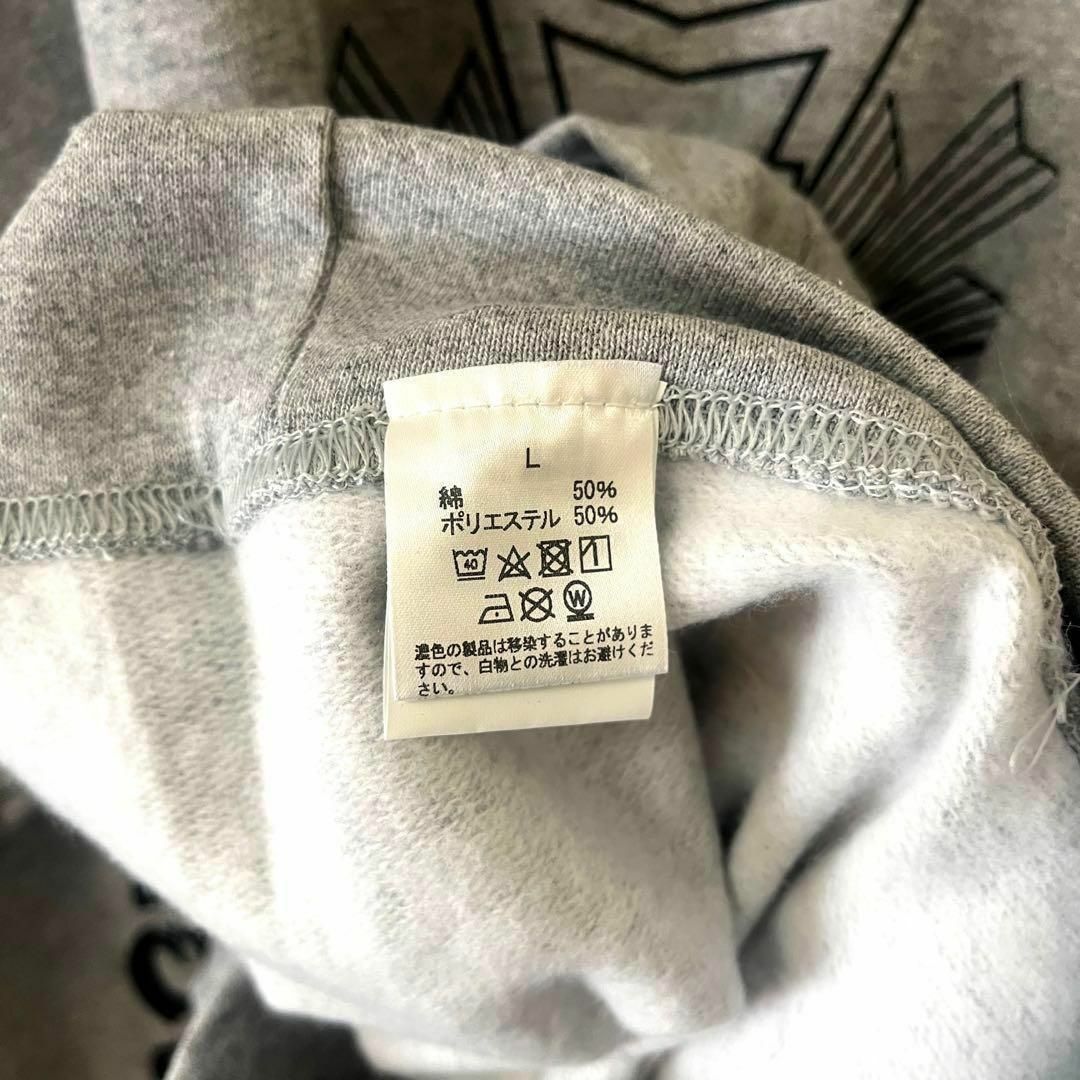 L
綿 50%
ポリエステル 50%
40
W
濃色の製品は移染することがありま
すので、白物との洗濯はお避けくだ
さい。